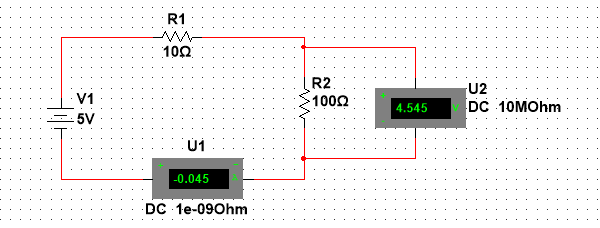 R1
10Ω
V1
5V
R2
100Ω
+
4.545
V
U2
DC 10MOhm
U1
+ -
-0.045
A
DC 1e-09Ohm